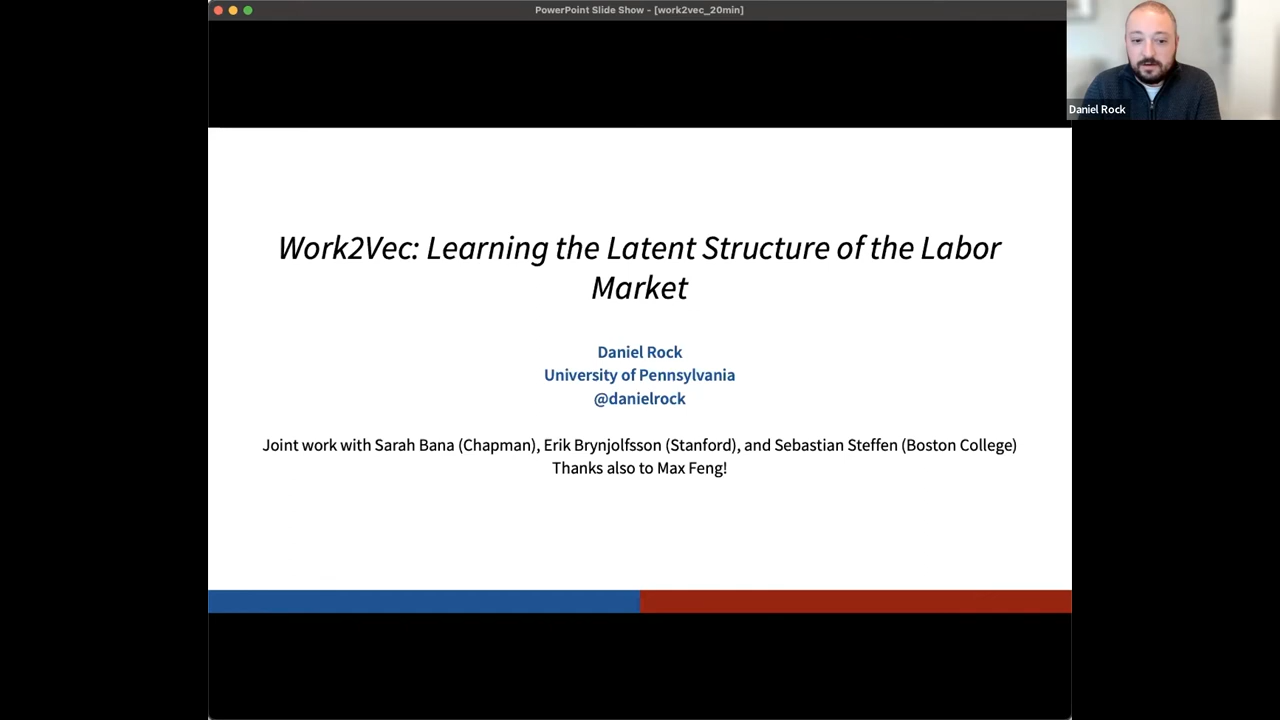 PowerPoint Slide Show - [work2vec_20min]
Daniel Rock
Work2Vec: Learning the Latent Structure of the Labor
Market
Daniel Rock
University of Pennsylvania
@danielrock
Joint work with Sarah Bana (Chapman), Erik Brynjolfsson (Stanford), and Sebastian Steffen (Boston College)
Thanks also to Max Feng!